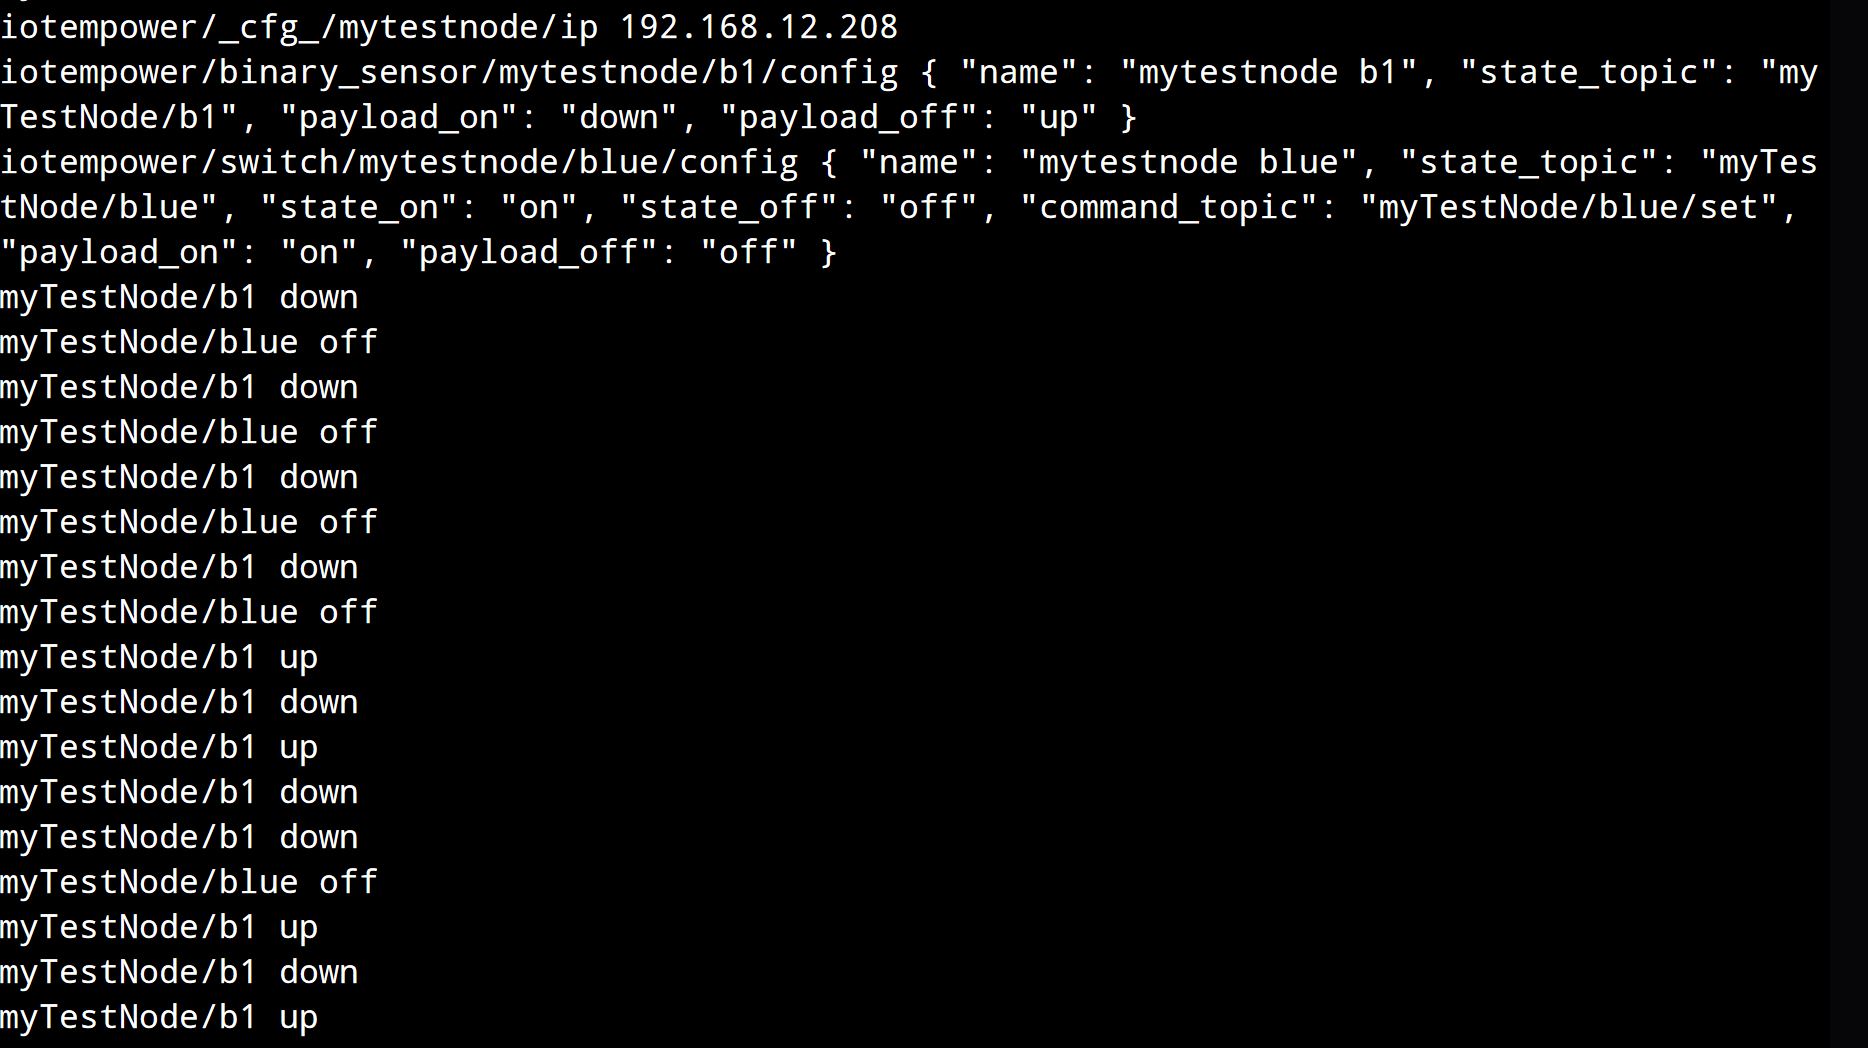 iotempower/_cfg_/mytestnode/ip 192.168.12.208
iotempower/binary_sensor/mytestnode/b1/config { "name": "mytestnode b1", "state_topic": "my
TestNode/b1", "payload_on": "down", "payload_off": "up" }
iotempower/switch/mytestnode/blue/config { "name": "mytestnode blue", "state_topic": "myTes
tNode/blue", "state_on": "on", "state_off": "off", "command_topic": "myTestNode/blue/set",
"payload_on": "on", "payload_off": "off" }
myTestNode/b1 down
myTestNode/blue off
myTestNode/b1 down
myTestNode/blue off
myTestNode/b1 down
myTestNode/blue off
myTestNode/b1 down
myTestNode/blue off
myTestNode/b1 up
myTestNode/b1 down
myTestNode/b1 up
myTestNode/b1 down
myTestNode/b1 down
myTestNode/blue off
myTestNode/b1 up
myTestNode/b1 down
myTestNode/b1 up